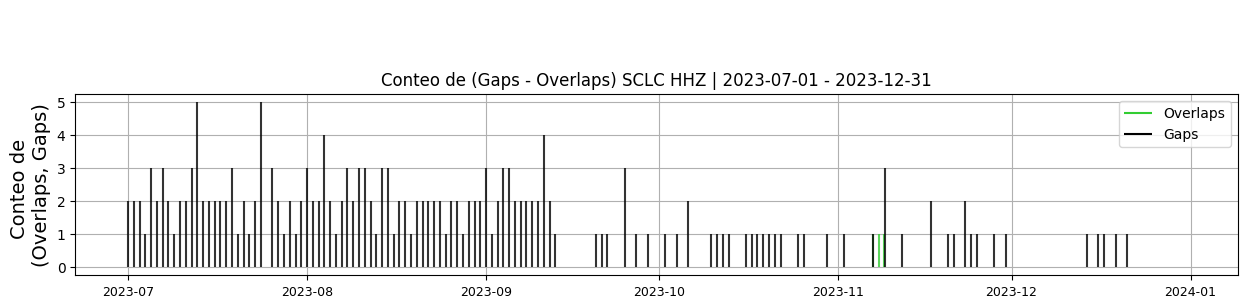 Conteo de (Gaps - Overlaps) SCLC HHZ | 2023-07-01 - 2023-12-31
Conteo de
(Overlaps, Gaps)
5
4
3
2
1
0
Overlaps
Gaps
2023-07
2023-08
2023-09
2023-10
2023-11
2023-12
2024-01